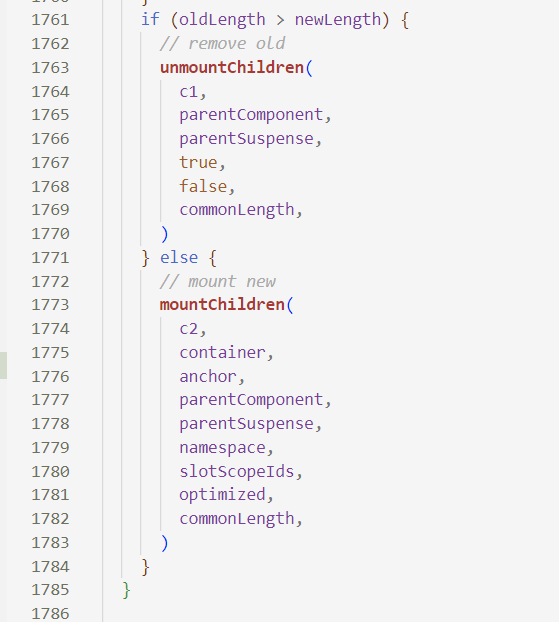 1761 if (oldLength > newLength) {
1762 // remove old
1763 unmountChildren(
1764 c1,
1765 parentComponent,
1766 parentSuspense,
1767 true,
1768 false,
1769 commonLength,
1770 )
1771 } else {
1772 // mount new
1773 mountChildren(
1774 c2,
1775 container,
1776 anchor,
1777 parentComponent,
1778 parentSuspense,
1779 namespace,
1780 slotScopeIds,
1781 optimized,
1782 commonLength,
1783 )
1784 }
1785 }
1786